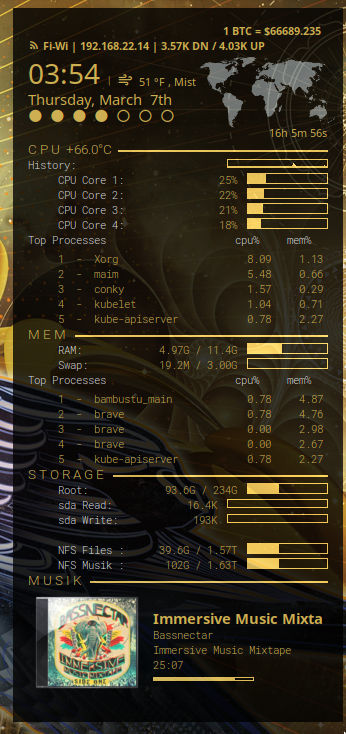 1 BTC = $66689.235
Fi-Wi | 192.168.22.14 | 3.57K DN / 4.03K UP
03:54 | 51 °F , Mist
Thursday, March 7th
16h 5m 56s
CPU +66.0°C
History:
CPU Core 1: 25%
CPU Core 2: 22%
CPU Core 3: 21%
CPU Core 4: 18%
Top Processes cpu% mem%
1 - Xorg 8.09 1.13
2 - maim 5.48 0.66
3 - conky 1.57 0.29
4 - kubelet 1.04 0.71
5 - kube-apiserver 0.78 2.27
MEM
RAM: 4.97G / 11.4G
Swap: 19.2M / 3.00G
Top Processes cpu% mem%
1 - bambustu_main 0.78 4.87
2 - brave 0.78 4.76
3 - brave 0.00 2.98
4 - brave 0.00 2.67
5 - kube-apiserver 0.78 2.27
STORAGE
Root: 93.6G / 234G
sda Read: 16.4K
sda Write: 193K
NFS Files : 39.6G / 1.57T
NFS Musik : 102G / 1.63T
MUSIK
BASSNECTAR
IMMERSIVE
SIDE ONE
Immersive Music Mixta
Bassnectar
Immersive Music Mixtape
25:07